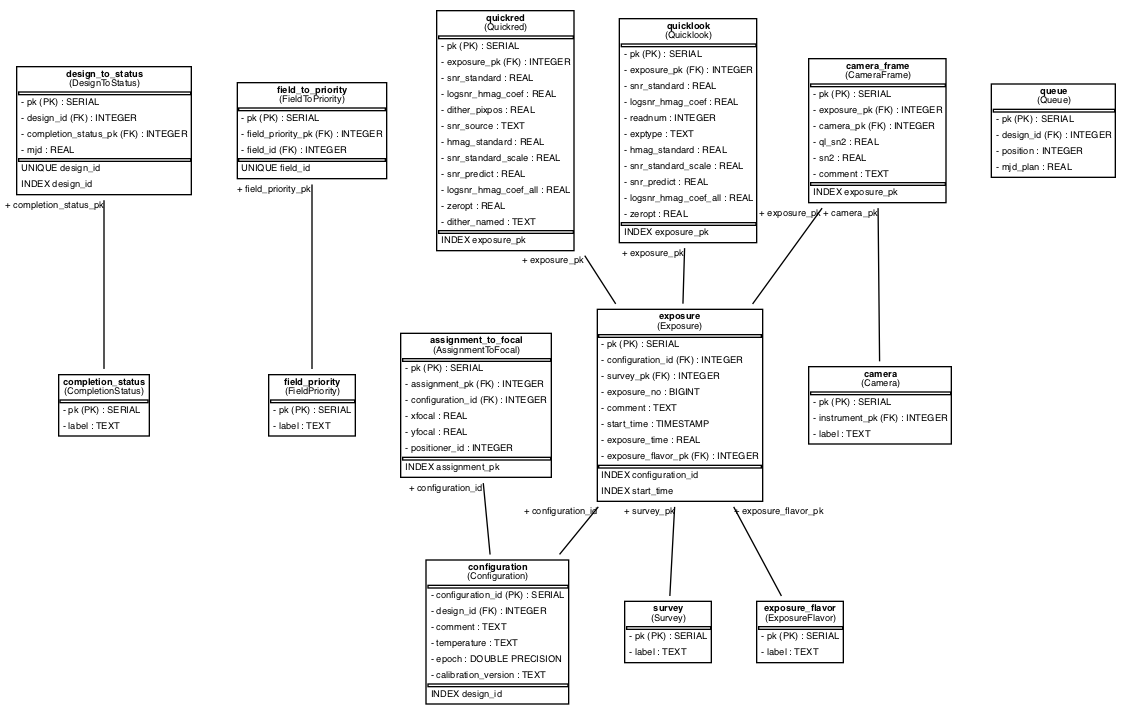 quickred
(Quickred)
- pk (PK) : SERIAL
- exposure_pk (FK) : INTEGER
- snr_standard : REAL
- logsnr_hmag_coef : REAL
- dither_pixpos : REAL
- snr_source : TEXT
- hmag_standard : REAL
- snr_standard_scale : REAL
- snr_predict : REAL
- logsnr_hmag_coef_all : REAL
- zeropt : REAL
- dither_named : TEXT
INDEX exposure_pk
+ exposure_pk
quicklook
(Quicklook)
- pk (PK) : SERIAL
- exposure_pk (FK) : INTEGER
- snr_standard : REAL
- logsnr_hmag_coef : REAL
- readnum : INTEGER
- exptype : TEXT
- hmag_standard : REAL
- snr_standard_scale : REAL
- snr_predict : REAL
- logsnr_hmag_coef_all : REAL
- zeropt : REAL
INDEX exposure_pk
+ exposure_pk
design_to_status
(DesignToStatus)
- pk (PK) : SERIAL
- design_id (FK) : INTEGER
- completion_status_pk (FK) : INTEGER
- mjd : REAL
UNIQUE design_id
INDEX design_id
+ completion_status_pk
field_to_priority
(FieldToPriority)
- pk (PK) : SERIAL
- field_priority_pk (FK) : INTEGER
- field_id (FK) : INTEGER
UNIQUE field_id
+ field_priority_pk
camera_frame
(CameraFrame)
- pk (PK) : SERIAL
- exposure_pk (FK) : INTEGER
- camera_pk (FK) : INTEGER
- ql_sn2 : REAL
- sn2 : REAL
- comment : TEXT
INDEX exposure_pk
+ exposure_pk
+ camera_pk
queue
(Queue)
- pk (PK) : SERIAL
- design_id (FK) : INTEGER
- position : INTEGER
- mjd_plan : REAL
completion_status
(CompletionStatus)
- pk (PK) : SERIAL
- label : TEXT
field_priority
(FieldPriority)
- pk (PK) : SERIAL
- label : TEXT
assignment_to_focal
(AssignmentToFocal)
- pk (PK) : SERIAL
- assignment_pk (FK) : INTEGER
- configuration_id (FK) : INTEGER
- xfocal : REAL
- yfocal : REAL
- positioner_id : INTEGER
INDEX assignment_pk
+ configuration_id
exposure
(Exposure)
- pk (PK) : SERIAL
- configuration_id (FK) : INTEGER
- survey_pk (FK) : INTEGER
- exposure_no : BIGINT
- comment : TEXT
- start_time : TIMESTAMP
- exposure_time : REAL
- exposure_flavor_pk (FK) : INTEGER
INDEX configuration_id
INDEX start_time
+ configuration_id
+ survey_pk
+ exposure_flavor_pk
camera
(Camera)
- pk (PK) : SERIAL
- instrument_pk (FK) : INTEGER
- label : TEXT
configuration
(Configuration)
- configuration_id (PK) : SERIAL
- design_id (FK) : INTEGER
- comment : TEXT
- temperature : TEXT
- epoch : DOUBLE PRECISION
- calibration_version : TEXT
INDEX design_id
survey
(Survey)
- pk (PK) : SERIAL
- label : TEXT
exposure_flavor
(ExposureFlavor)
- pk (PK) : SERIAL
- label : TEXT